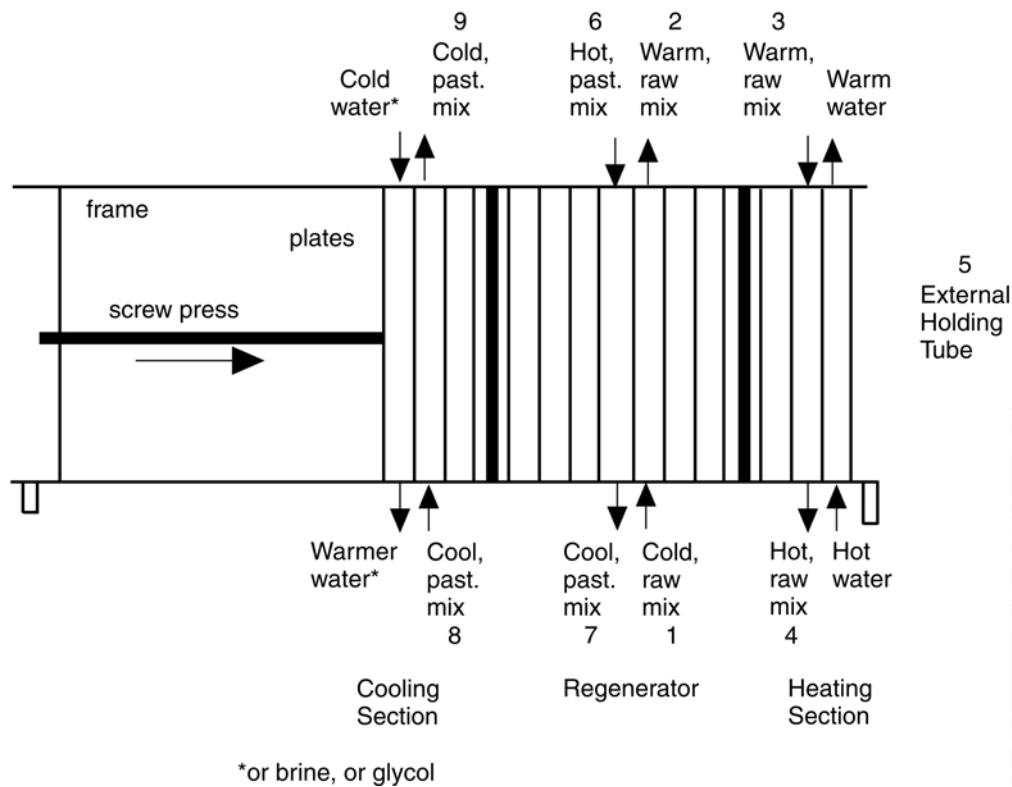 9
Cold,
past.
mix
6
Hot,
past.
mix
2
Warm,
raw
mix
3
Warm,
raw
mix
Cold
water*
Warm
water
frame
plates
screw press
5
External
Holding
Tube
Warmer
water*
Cool,
past.
mix
8
Cool,
past.
mix
7
Cold,
raw
mix
1
Hot,
raw
mix
4
Hot
water
Cooling
Section
Regenerator
Heating
Section
*or brine, or glycol